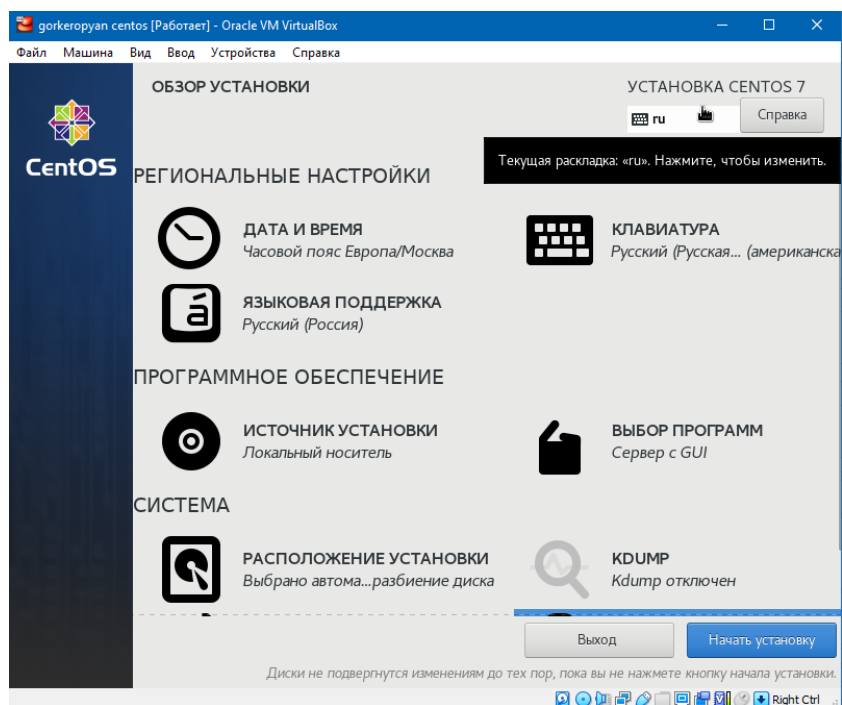 gorkeropyan centos [Работает] - Oracle VM VirtualBox
Файл Машина Вид Ввод Устройства Справка
ОБЗОР УСТАНОВКИ
УСТАНОВКА CENTOS 7
ru
Справка
CentOS
Текущая раскладка: «ru». Нажмите, чтобы изменить.
РЕГИОНАЛЬНЫЕ НАСТРОЙКИ
ДАТА И ВРЕМЯ
Часовой пояс Европа/Москва
КЛАВИАТУРА
Русский (Русская... (американска
á
ЯЗЫКОВАЯ ПОДДЕРЖКА
Русский (Россия)
ПРОГРАММНОЕ ОБЕСПЕЧЕНИЕ
ИСТОЧНИК УСТАНОВКИ
Локальный носитель
ВЫБОР ПРОГРАММ
Сервер с GUI
СИСТЕМА
РАСПОЛОЖЕНИЕ УСТАНОВКИ
Выбрано автома...разбиение диска
KDUMP
Kdump отключен
Выход
Начать установку
Диски не подвергнутся изменениям до тех пор, пока вы не нажмете кнопку начала установки.
Right Ctrl